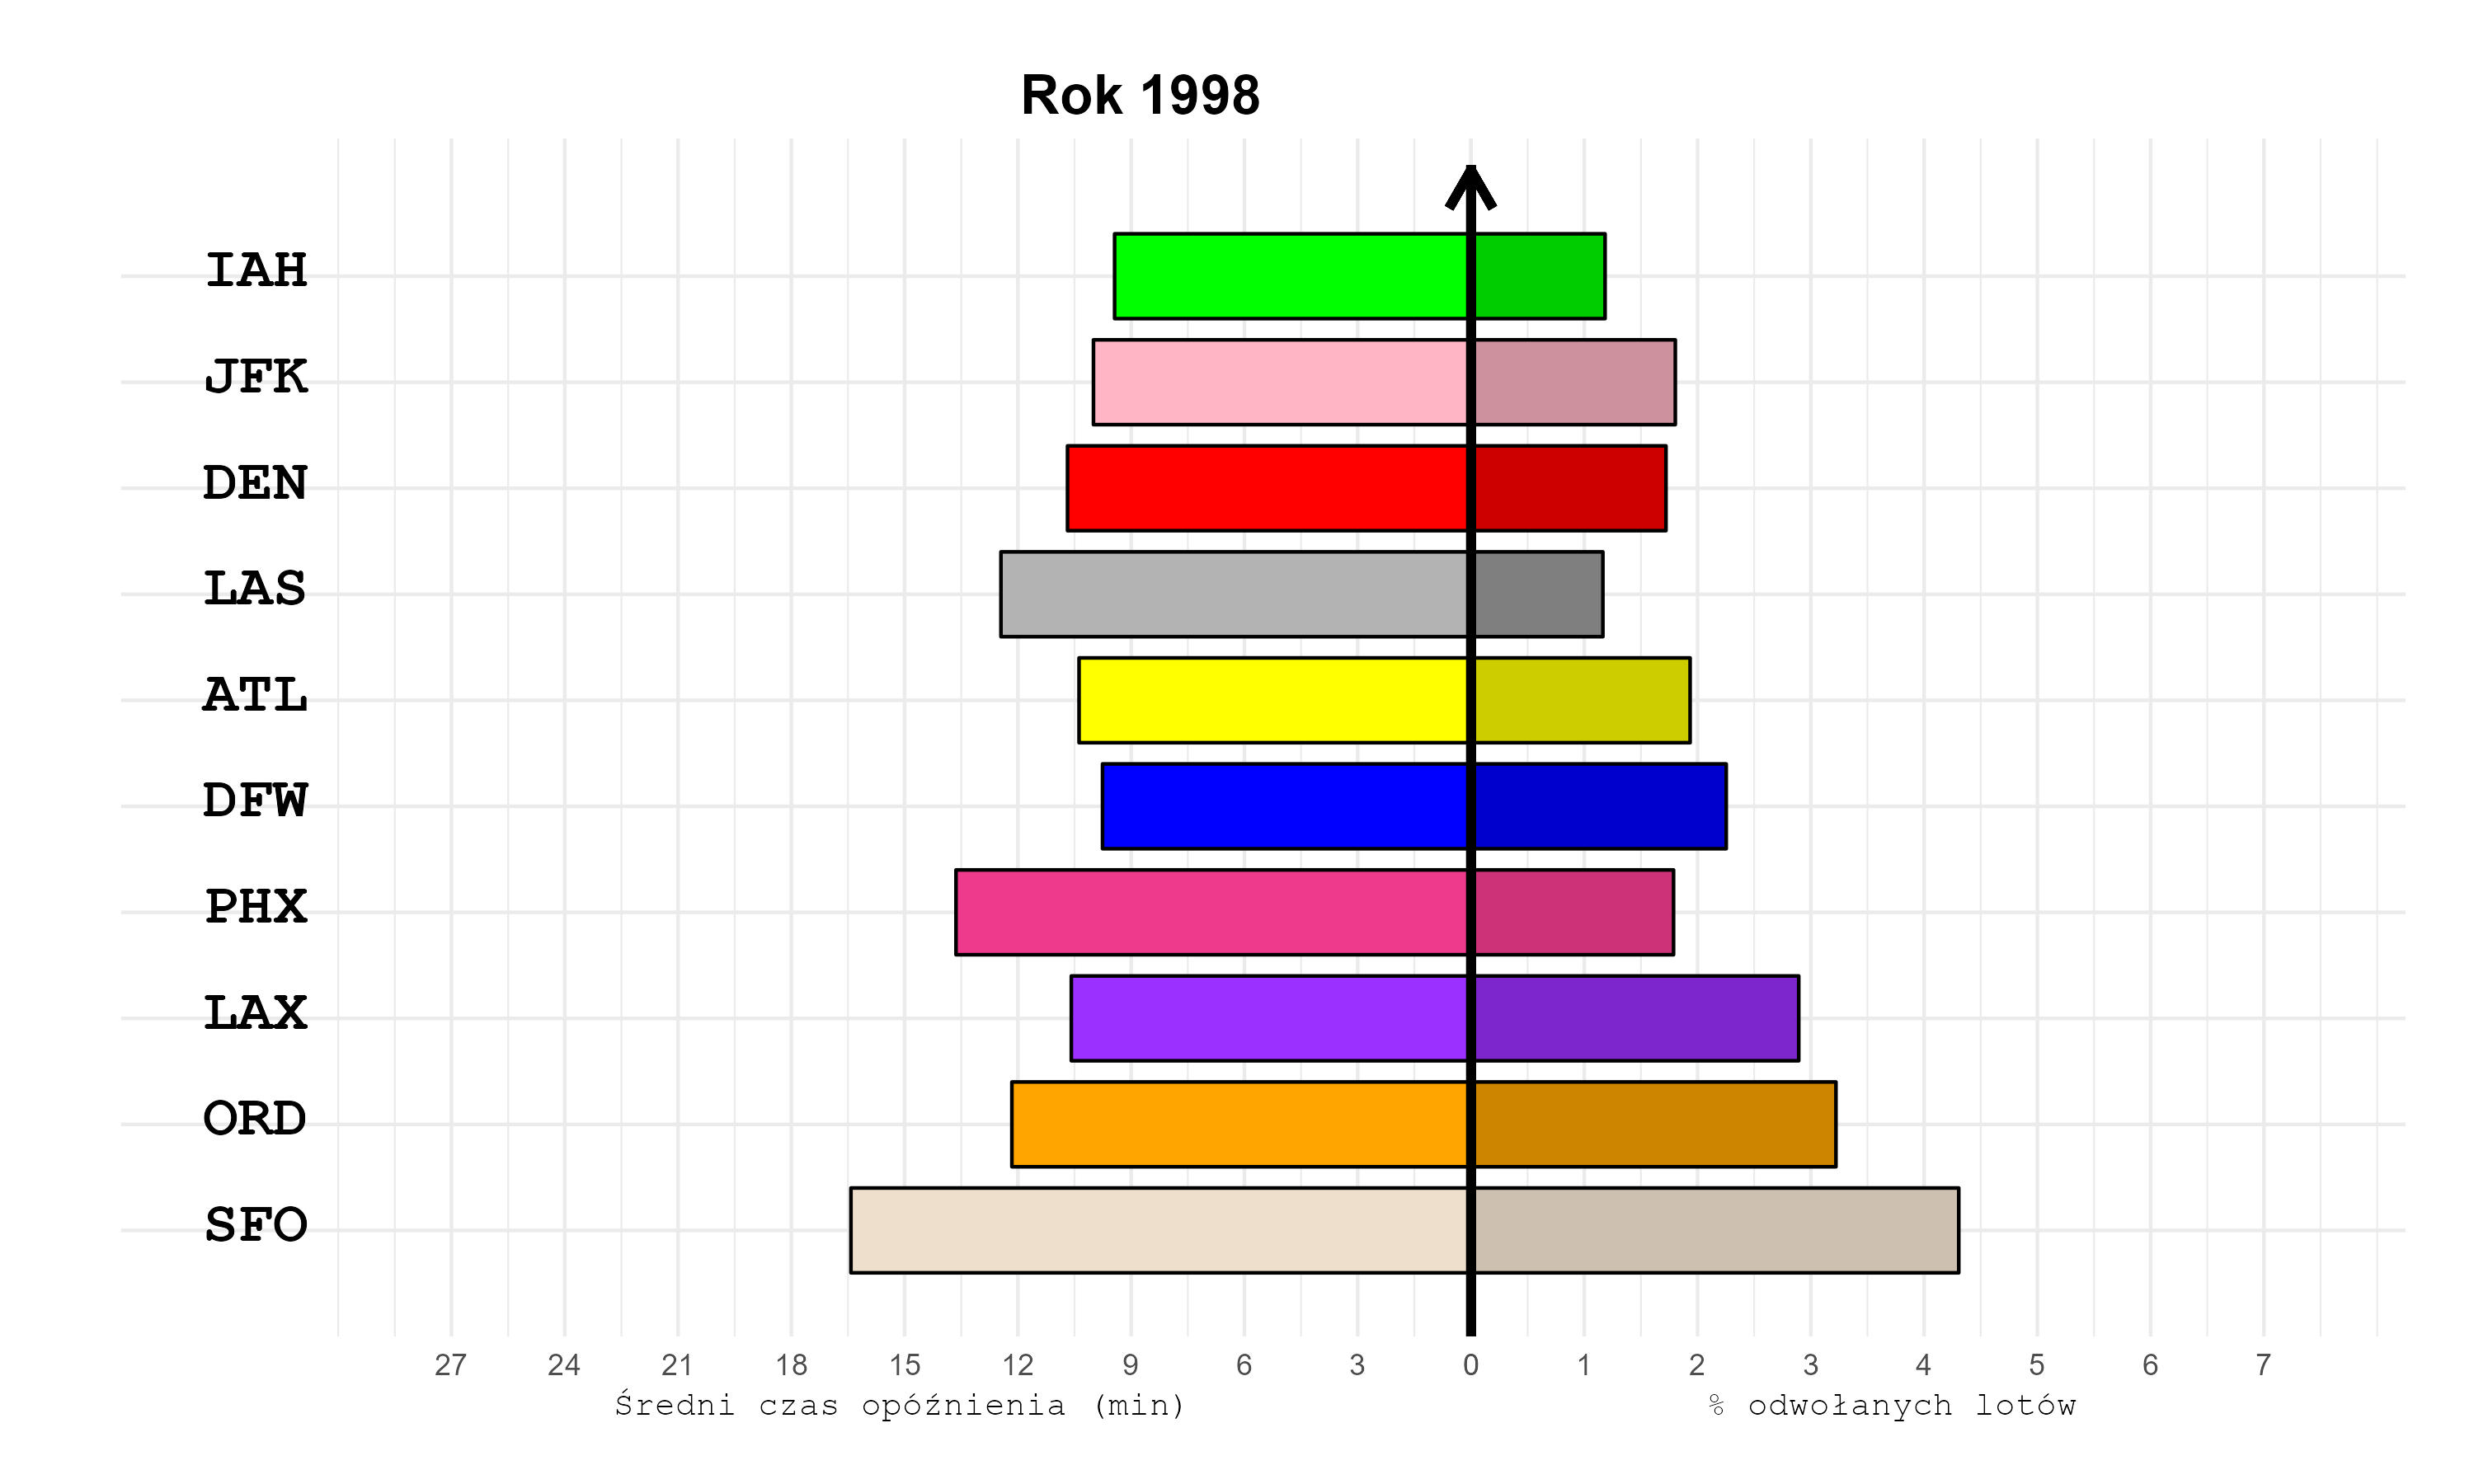 Rok 1998
IAH
JFK
DEN
LAS
ATL
DFW
PHX
LAX
ORD
SFO
27 24 21 18 15 12 9 6 3 0 1 2 3 4 5 6 7
Średni czas opóźnienia (min) % odwołanych lotów